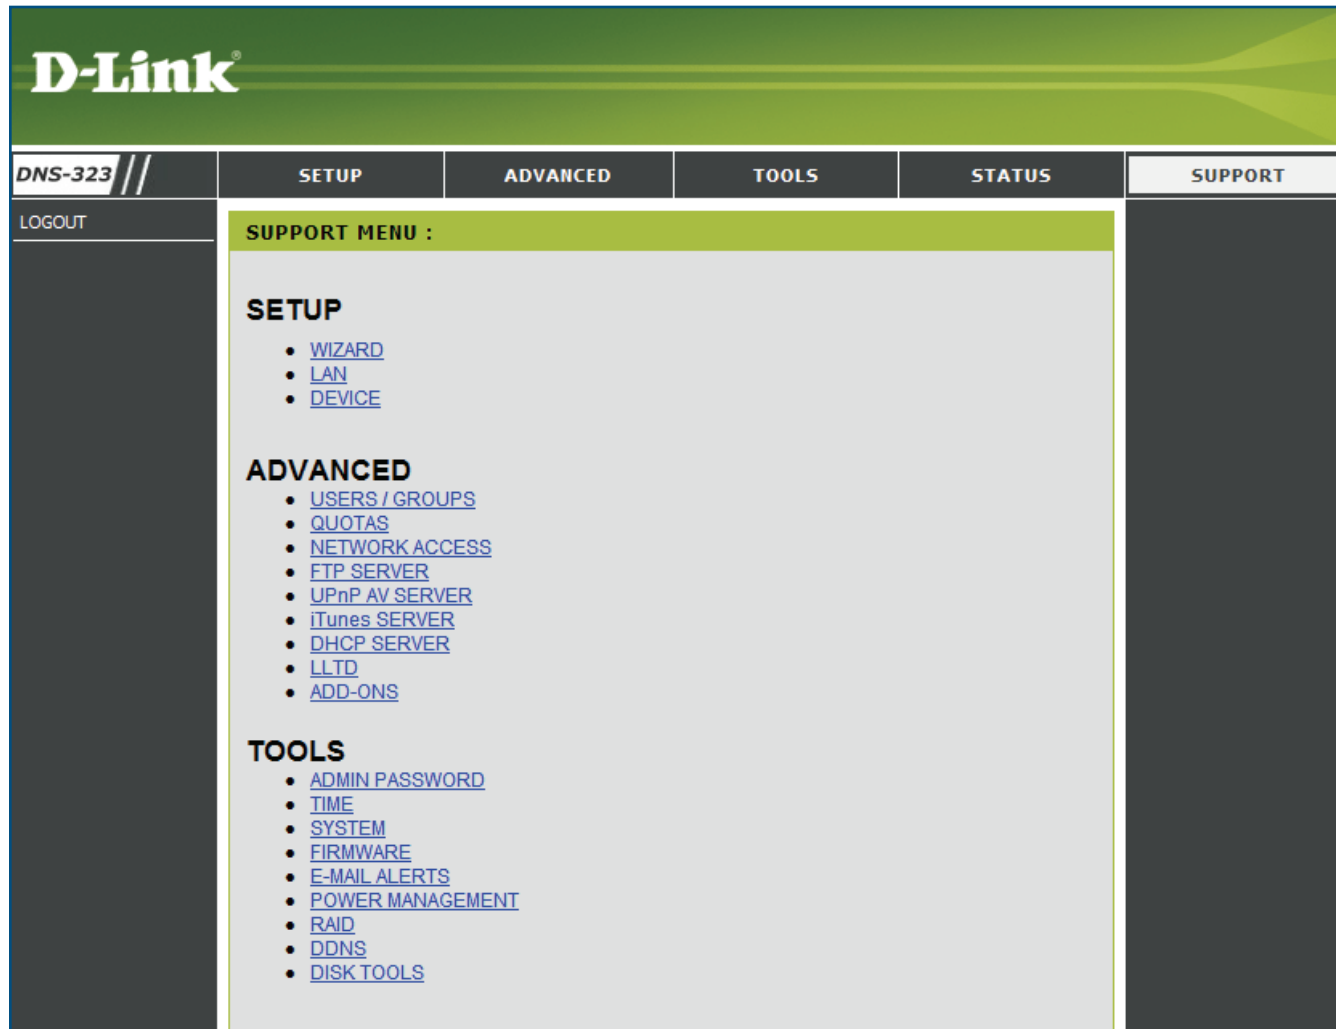 D-Link®
DNS-323 SETUP ADVANCED TOOLS STATUS SUPPORT
LOGOUT
SUPPORT MENU :
SETUP
WIZARD
LAN
DEVICE
ADVANCED
USERS / GROUPS
QUOTAS
NETWORK ACCESS
FTP SERVER
UPnP AV SERVER
iTunes SERVER
DHCP SERVER
LLTD
ADD-ONS
TOOLS
ADMIN PASSWORD
TIME
SYSTEM
FIRMWARE
E-MAIL ALERTS
POWER MANAGEMENT
RAID
DDNS
DISK TOOLS